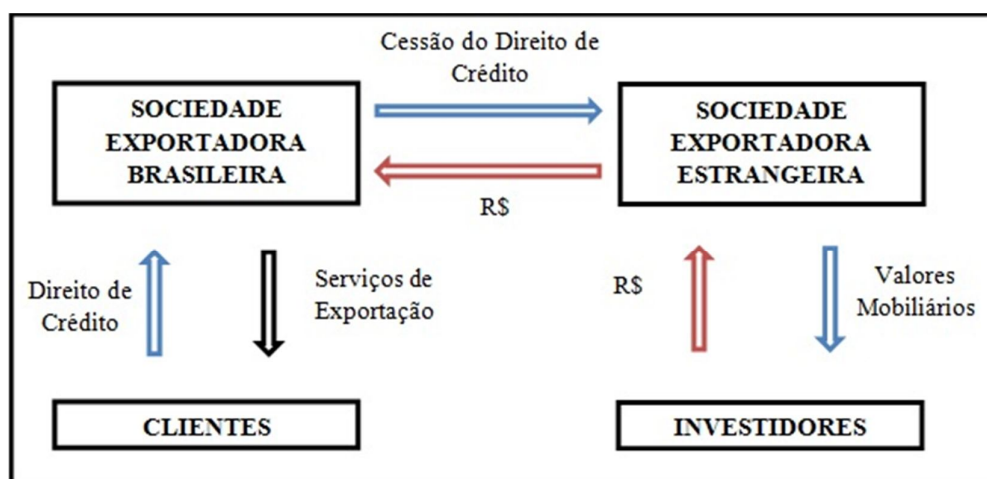 Cessão do Direito de
Crédito
SOCIEDADE
EXPORTADORA
BRASILEIRA
SOCIEDADE
EXPORTADORA
ESTRANGEIRA
R$
Direito de
Crédito
Serviços de
Exportação
R$
Valores
Mobiliários
CLIENTES
INVESTIDORES